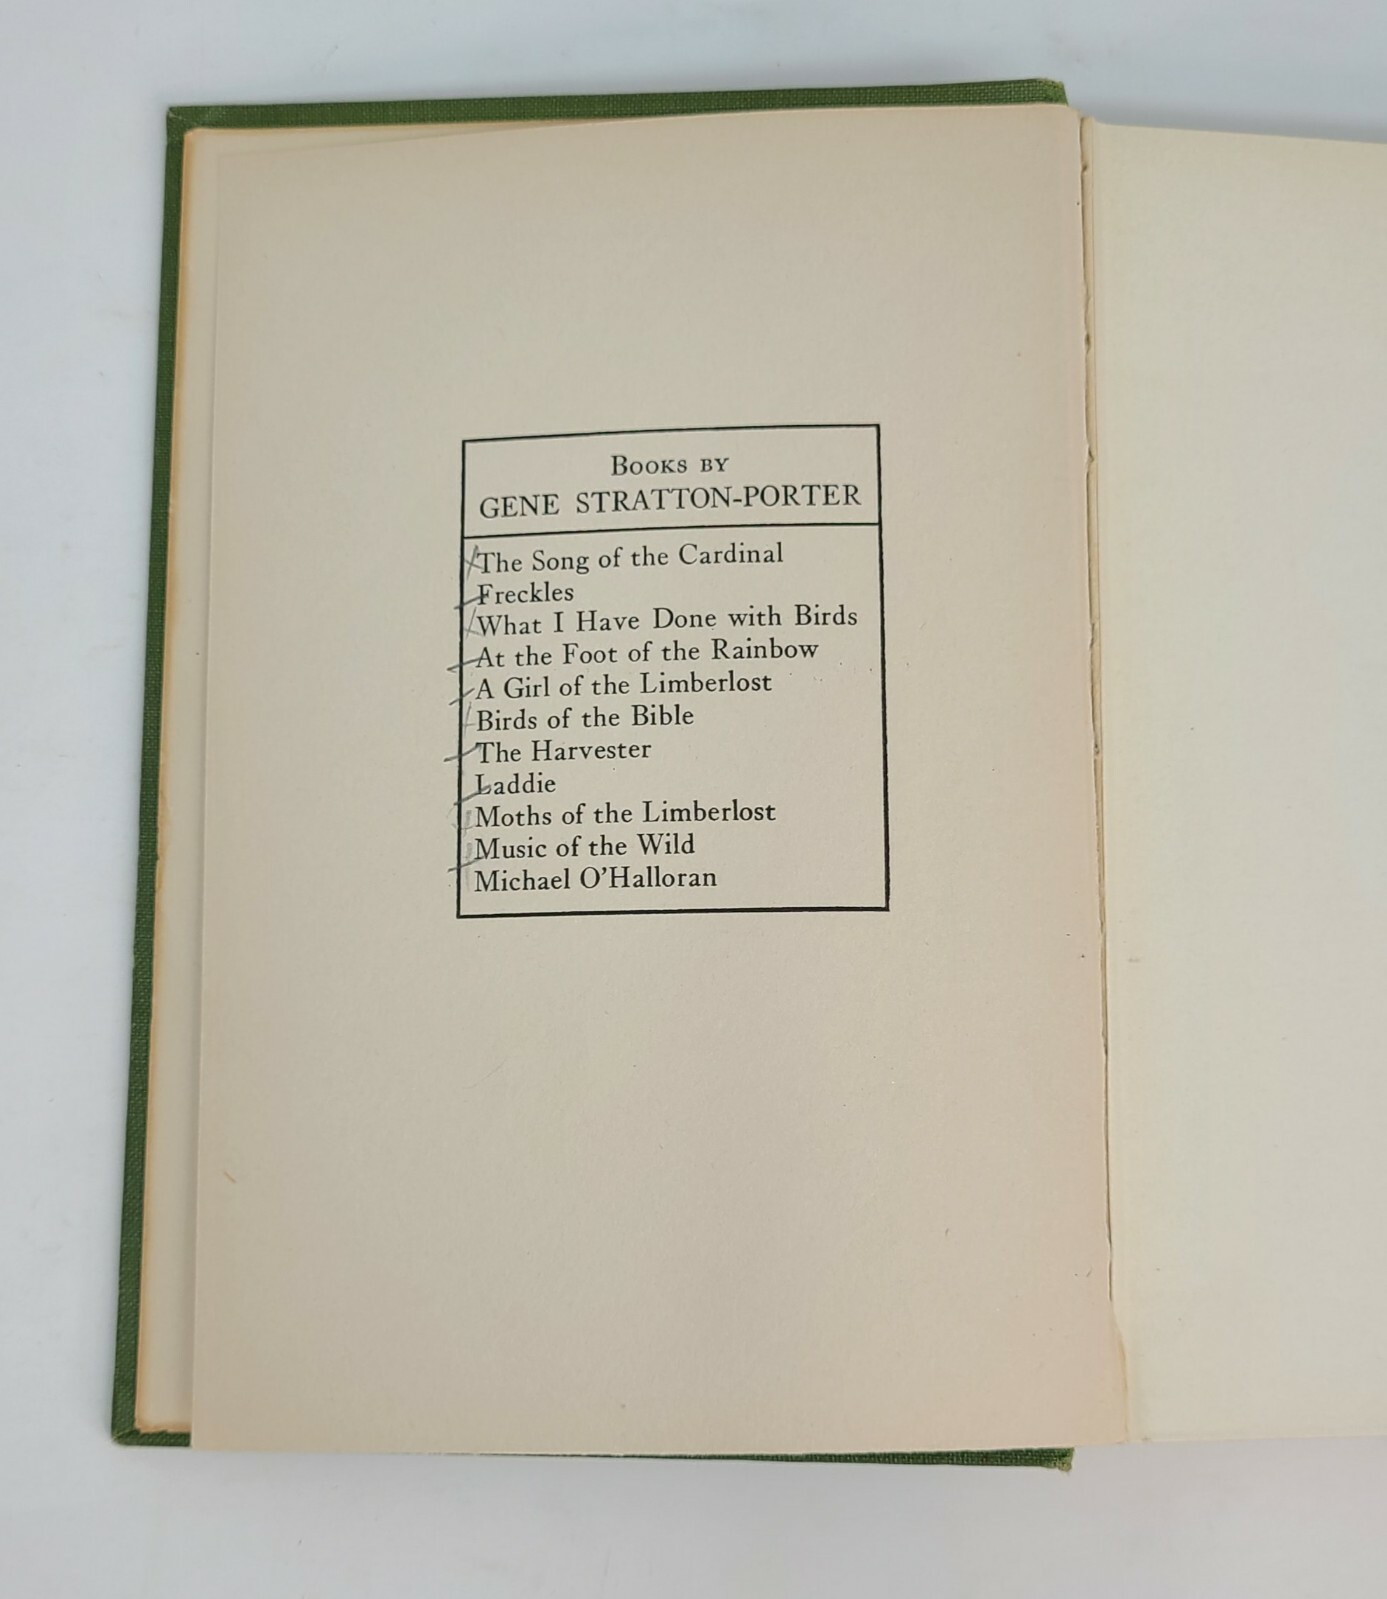 BOOKS BY
GENE STRATTON-PORTER
The Song of the Cardinal
Freckles
What I Have Done with Birds
At the Foot of the Rainbow
A Girl of the Limberlost
Birds of the Bible
The Harvester
Laddie
Moths of the Limberlost
Music of the Wild
Michael O'Halloran